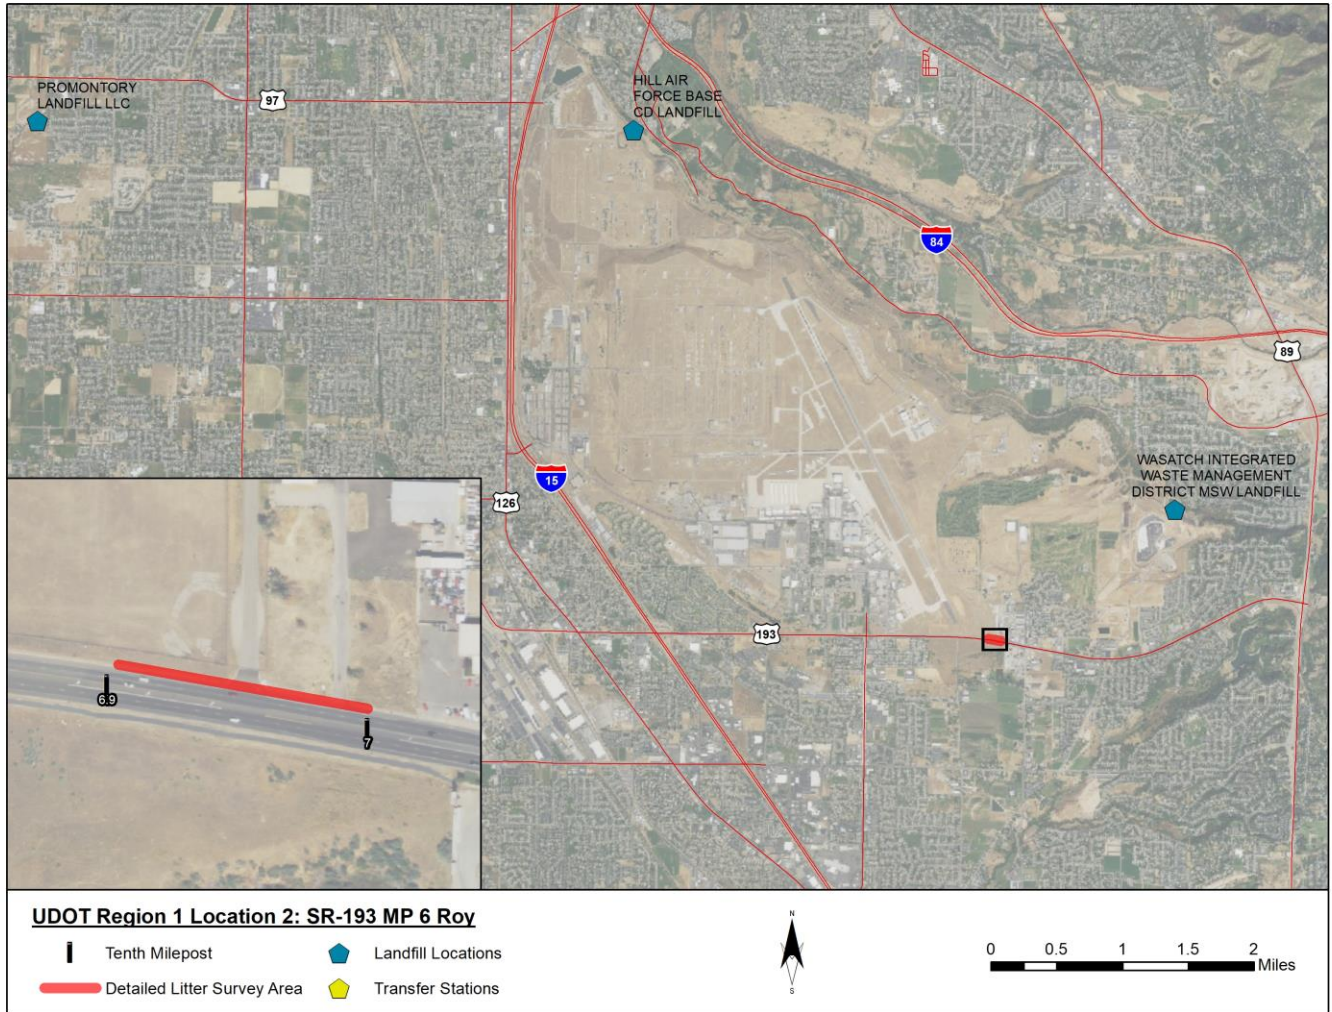 PROMONTORY
LANDFILL LLC
97
HILL AIR
FORCE BASE
CD LANDFILL
84
89
WASATCH INTEGRATED
WASTE MANAGEMENT
DISTRICT MSW LANDFILL
15
126
193
6.9
7
UDOT Region 1 Location 2: SR-193 MP 6 Roy
Tenth Milepost
Landfill Locations
Detailed Litter Survey Area
Transfer Stations
N
S
0 0.5 1 1.5 2
Miles